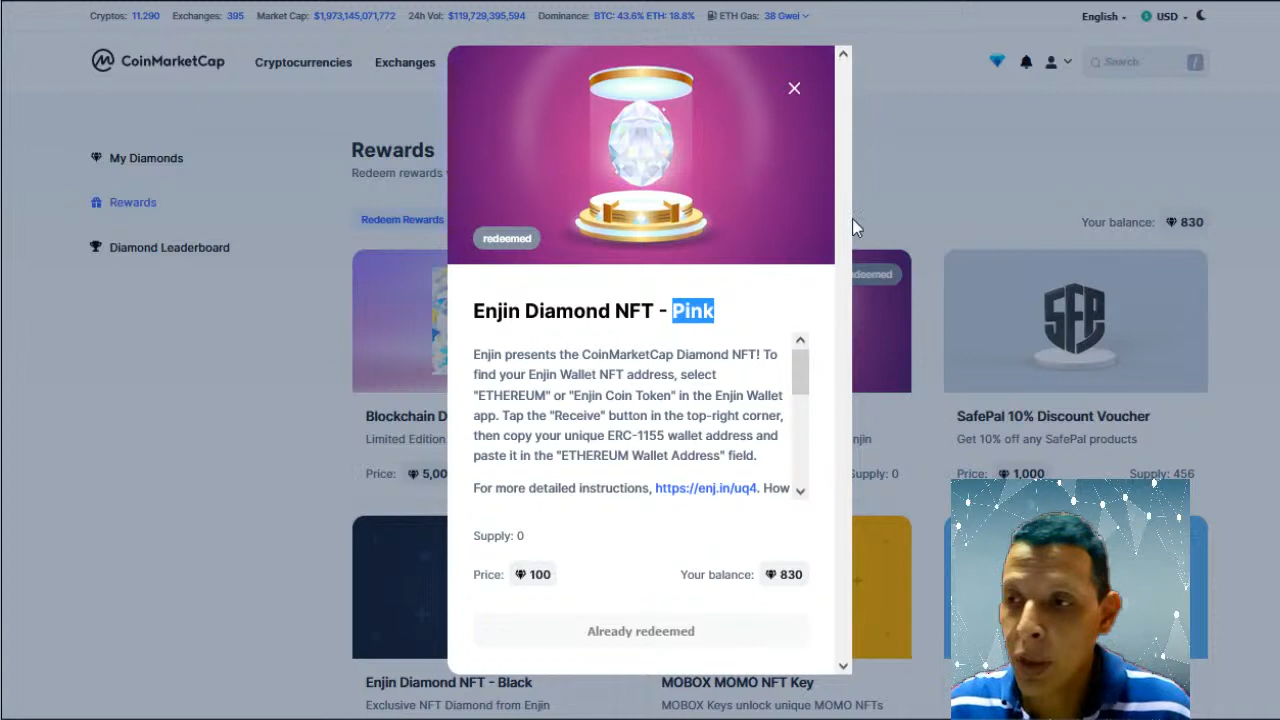 Cryptos: 11.290 Exchanges: 395 Market Cap: $1,973,145,071,772 24h Vol: $119,729,395,594 Dominance: BTC: 43.6% ETH: 18.8% ETH Gas: 38 Gwei English USD
CoinMarketCap Cryptocurrencies Exchanges Search /
My Diamonds
Rewards
Diamond Leaderboard
Rewards
Redeem rewards
Redeem Rewards
Your balance: 830
redeemed
Enjin Diamond NFT - Pink
Enjin presents the CoinMarketCap Diamond NFT! To
find your Enjin Wallet NFT address, select
"ETHEREUM" or "Enjin Coin Token" in the Enjin Wallet
app. Tap the "Receive" button in the top-right corner,
then copy your unique ERC-1155 wallet address and
paste it in the "ETHEREUM Wallet Address" field.
For more detailed instructions, https://enj.in/uq4. How
Supply: 0
Price: 100 Your balance: 830
Already redeemed
Blockchain D
Limited Edition
Price: 5,00
edeemed
njin
Supply: 0
SFP
SafePal 10% Discount Voucher
Get 10% off any SafePal products
Price: 1,000 Supply: 456
Enjin Diamond NFT - Black
Exclusive NFT Diamond from Enjin
MOBOX MOMO NFT Key
MOBOX Keys unlock unique MOMO NFTs